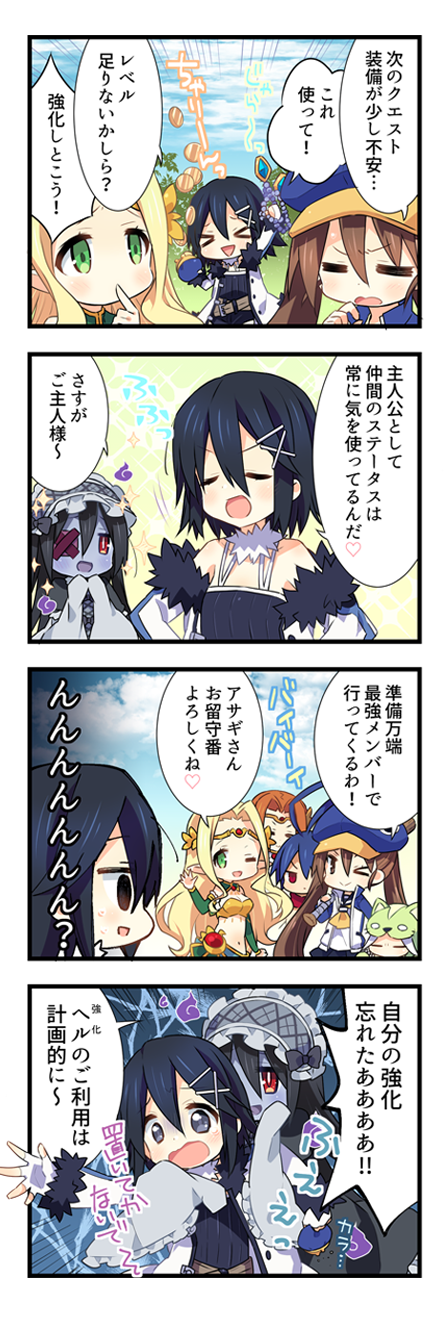 次のクエスト
装備が少し不安…
これ
使って！
じゃら〜
ちゃりーんっ
レベル
足りないかしら？
強化しとこう！
主人公として
仲間のステータスは
常に気を使ってるんだ♡
ふふっ
さすが
ご主人様〜
準備万端
最強メンバーで
行ってくるわ！
バイバーイ
アサギさん
お留守番
よろしくね♡
んんんんんん？
自分の強化
忘れたああああ!!
ふええっ
カラ…
強化
ヘルのご利用は
計画的に〜
置いてか
ないでぇ